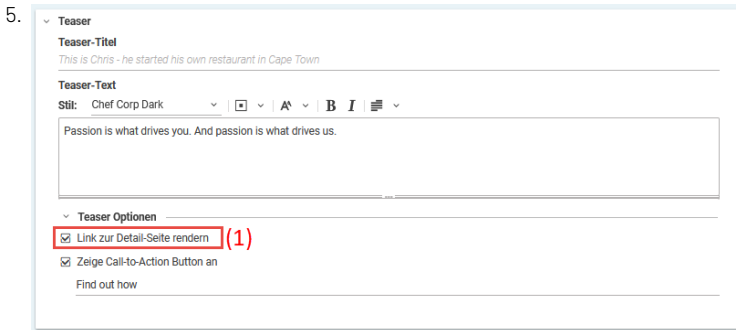 5.
Teaser
Teaser-Titel
This is Chris - he started his own restaurant in Cape Town
Teaser-Text
Stil: Chef Corp Dark B I
Passion is what drives you. And passion is what drives us.
Teaser Optionen
Link zur Detail-Seite rendern (1)
Zeige Call-to-Action Button an
Find out how